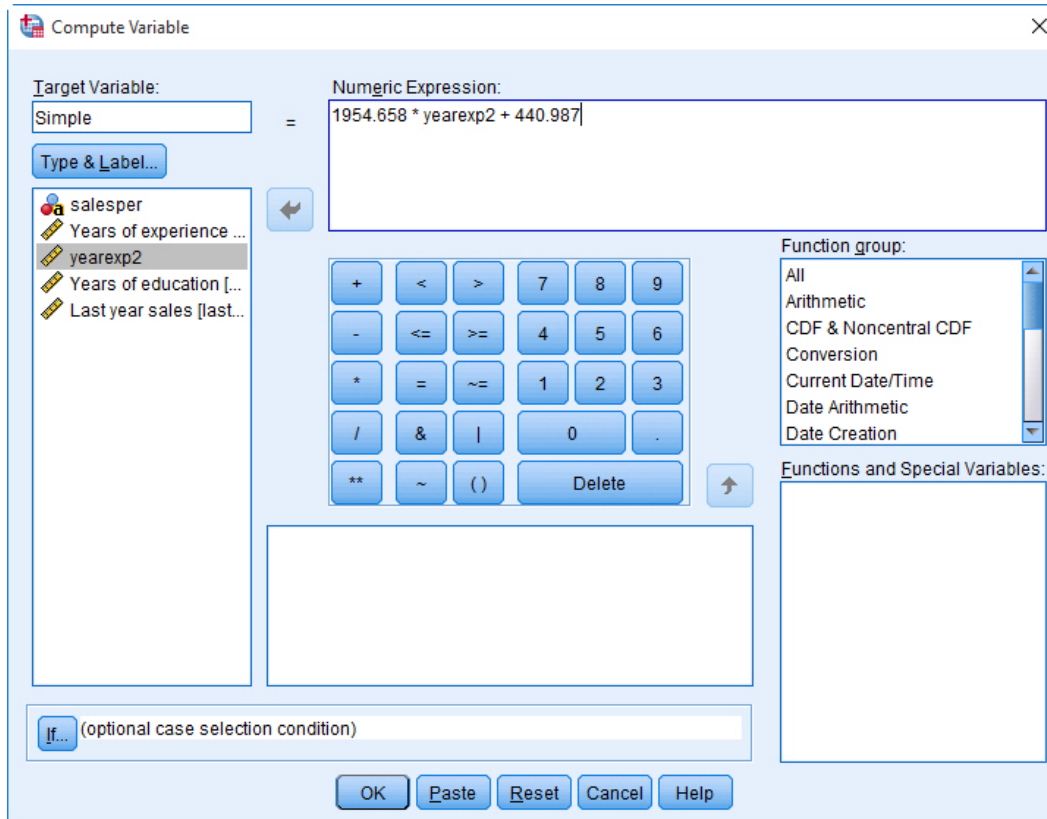 Compute Variable
Target Variable:
Simple
=
Numeric Expression:
1954.658 * yearexp2 + 440.987
Type & Label...
salesper
Years of experience ...
yearexp2
Years of education [...
Last year sales [last...
+ < > 7 8 9
- <= >= 4 5 6
* = ~= 1 2 3
/ & | 0 .
** ~ ( ) Delete
Function group:
All
Arithmetic
CDF & Noncentral CDF
Conversion
Current Date/Time
Date Arithmetic
Date Creation
Functions and Special Variables:
If... (optional case selection condition)
OK Paste Reset Cancel Help